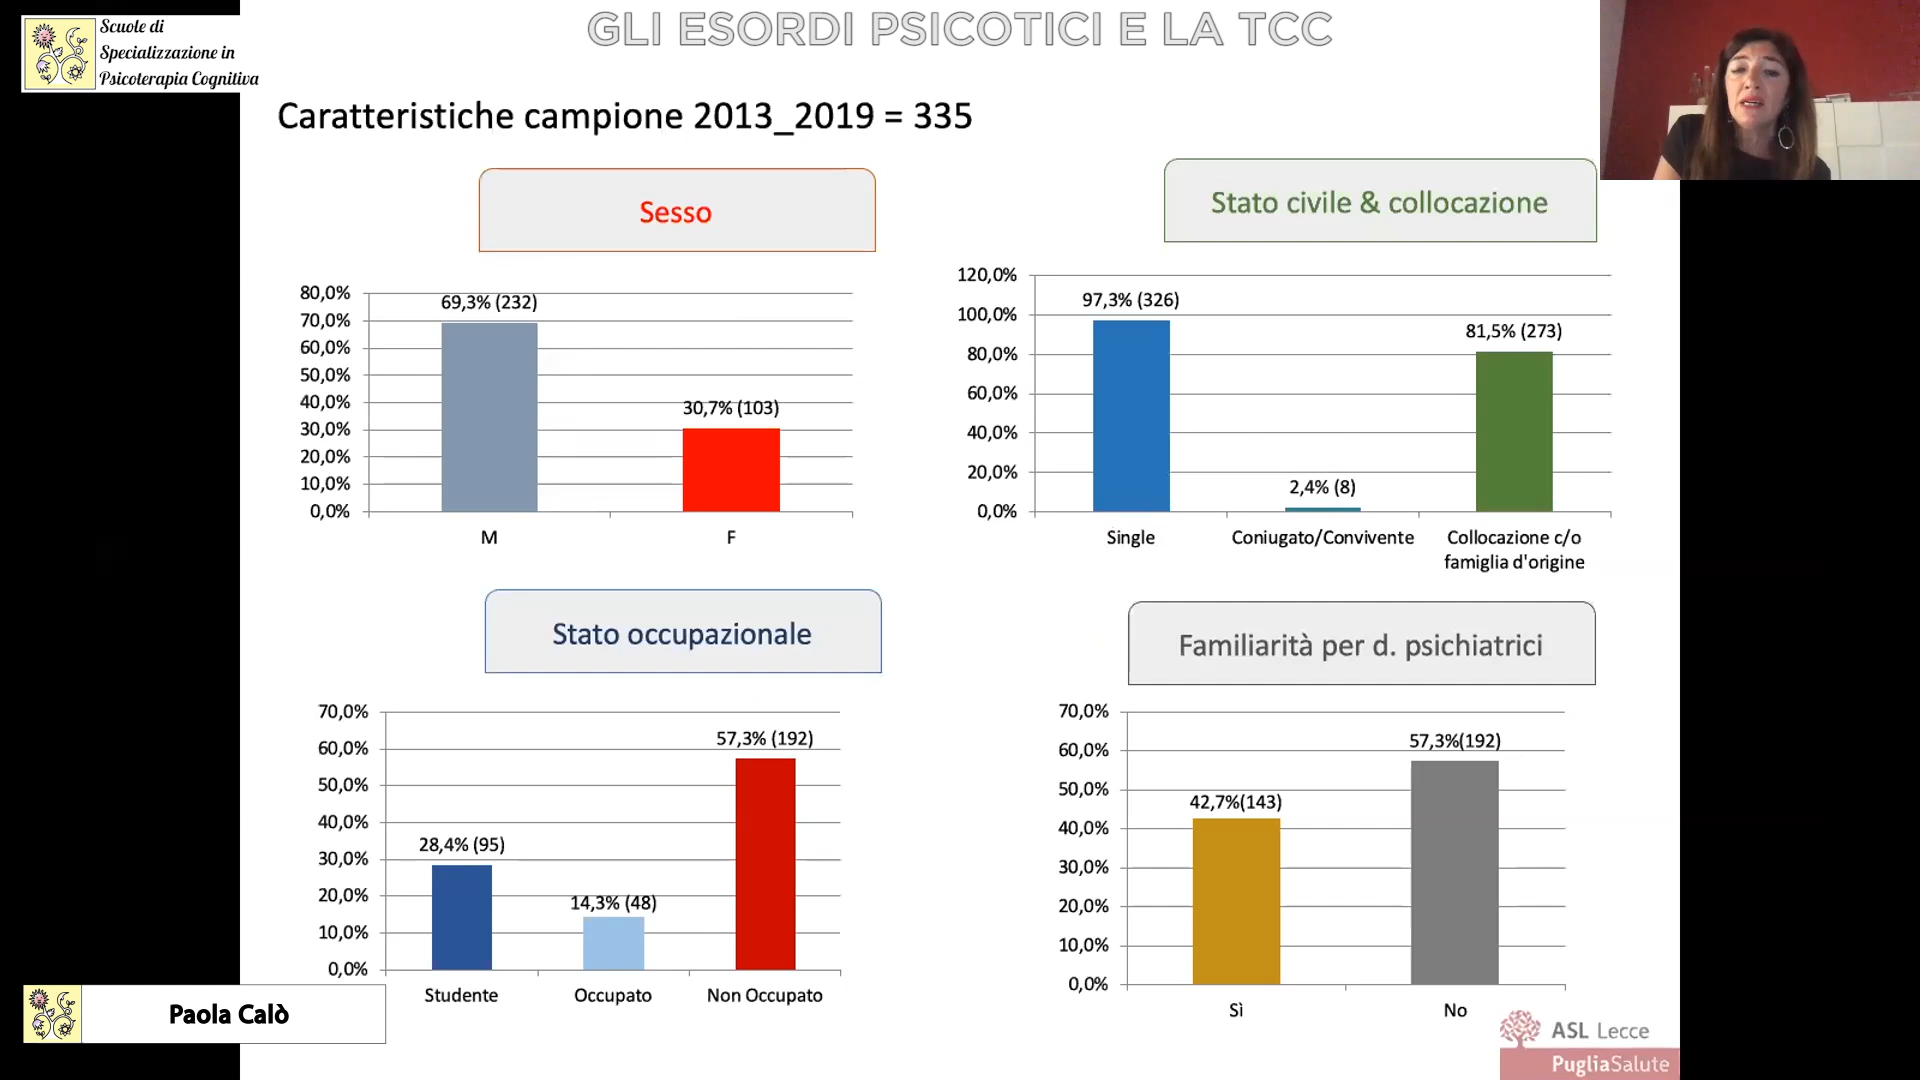 Scuole di
Specializzazione in
Psicoterapia Cognitiva
GLI ESORDI PSICOTICI E LA TCC
Caratteristiche campione 2013_2019 = 335
Sesso
80,0%
70,0%
60,0%
50,0%
40,0%
30,0%
20,0%
10,0%
0,0%
69,3% (232)
30,7% (103)
M
F
Stato civile & collocazione
120,0%
100,0%
80,0%
60,0%
40,0%
20,0%
0,0%
97,3% (326)
2,4% (8)
81,5% (273)
Single
Coniugato/Convivente
Collocazione c/o
famiglia d'origine
Stato occupazionale
70,0%
60,0%
50,0%
40,0%
30,0%
20,0%
10,0%
0,0%
28,4% (95)
14,3% (48)
57,3% (192)
Studente
Occupato
Non Occupato
Familiarità per d. psichiatrici
70,0%
60,0%
50,0%
40,0%
30,0%
20,0%
10,0%
0,0%
42,7%(143)
57,3%(192)
Sì
No
Paola Calò
ASL Lecce
PugliaSalute